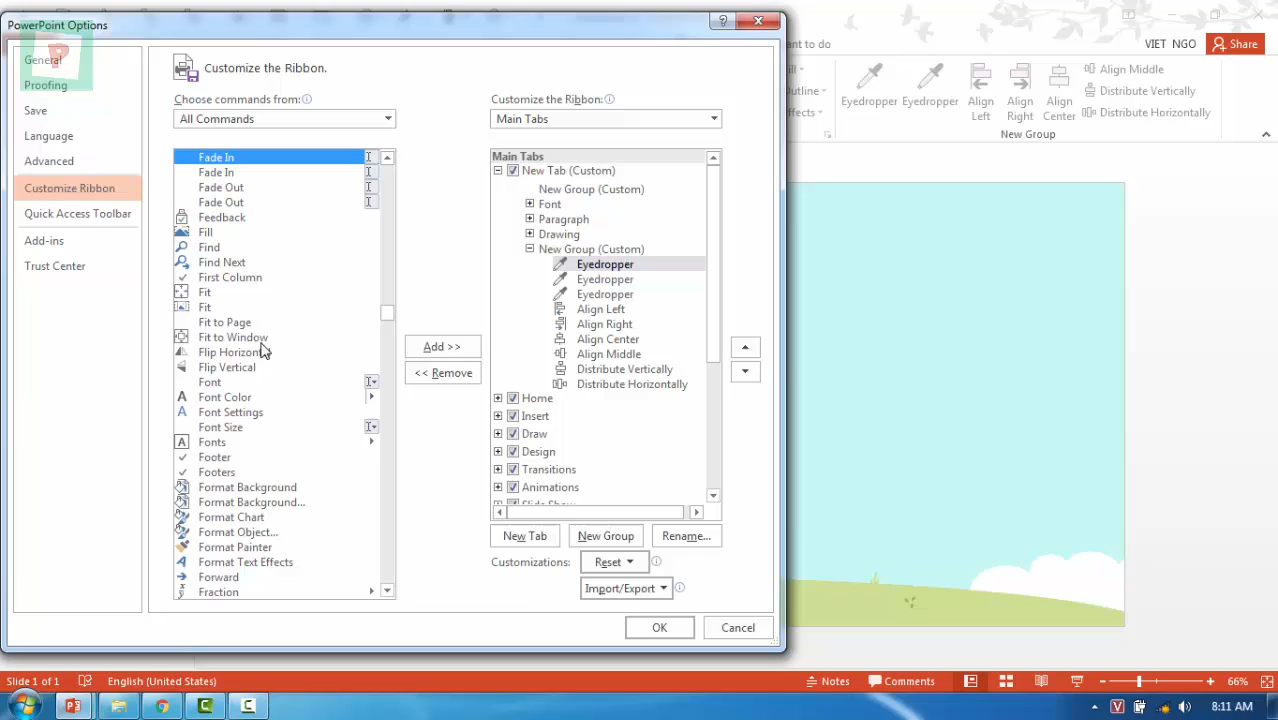 PowerPoint Options
General
Proofing
Save
Language
Advanced
Customize Ribbon
Quick Access Toolbar
Add-ins
Trust Center
P
Customize the Ribbon.
Choose commands from:
All Commands
Fade In
Fade In
Fade Out
Fade Out
Feedback
Fill
Find
Find Next
First Column
Fit
Fit
Fit to Page
Fit to Window
Flip Horizon
Flip Vertical
Font
Font Color
Font Settings
Font Size
Fonts
Footer
Footers
Format Background
Format Background...
Format Chart
Format Object...
Format Painter
Format Text Effects
Forward
Fraction
Add >>
<< Remove
Customize the Ribbon:
Main Tabs
Main Tabs
New Tab (Custom)
New Group (Custom)
Font
Paragraph
Drawing
New Group (Custom)
Eyedropper
Eyedropper
Eyedropper
Align Left
Align Right
Align Center
Align Middle
Distribute Vertically
Distribute Horizontally
Home
Insert
Draw
Design
Transitions
Animations
Slide Show
New Tab
New Group
Rename...
Customizations:
Reset
Import/Export
OK
Cancel
ant to do
VIET NGO
Share
ill
Outline
ffects
Eyedropper
Eyedropper
Align Left
Align Right
Align Center
Align Middle
Distribute Vertically
Distribute Horizontally
New Group
Slide 1 of 1
English (United States)
Notes
Comments
66%
8:11 AM